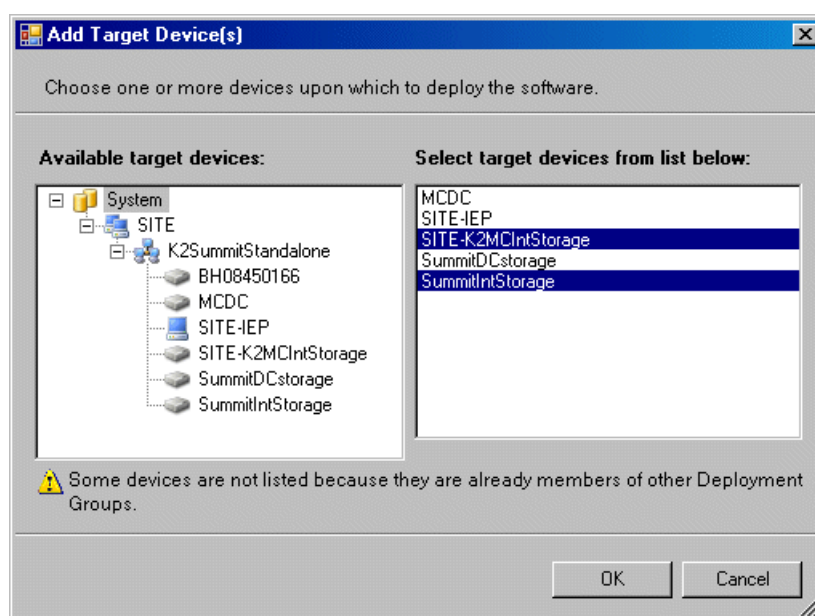 Add Target Device(s)
Choose one or more devices upon which to deploy the software.
Available target devices:
System
SITE
K2SummitStandalone
BH08450166
MCDC
SITE-IEP
SITE-K2MCIntStorage
SummitDCstorage
SummitIntStorage
Select target devices from list below:
MCDC
SITE-IEP
SITE-K2MCIntStorage
SummitDCstorage
SummitIntStorage
Some devices are not listed because they are already members of other Deployment
Groups.
OK
Cancel